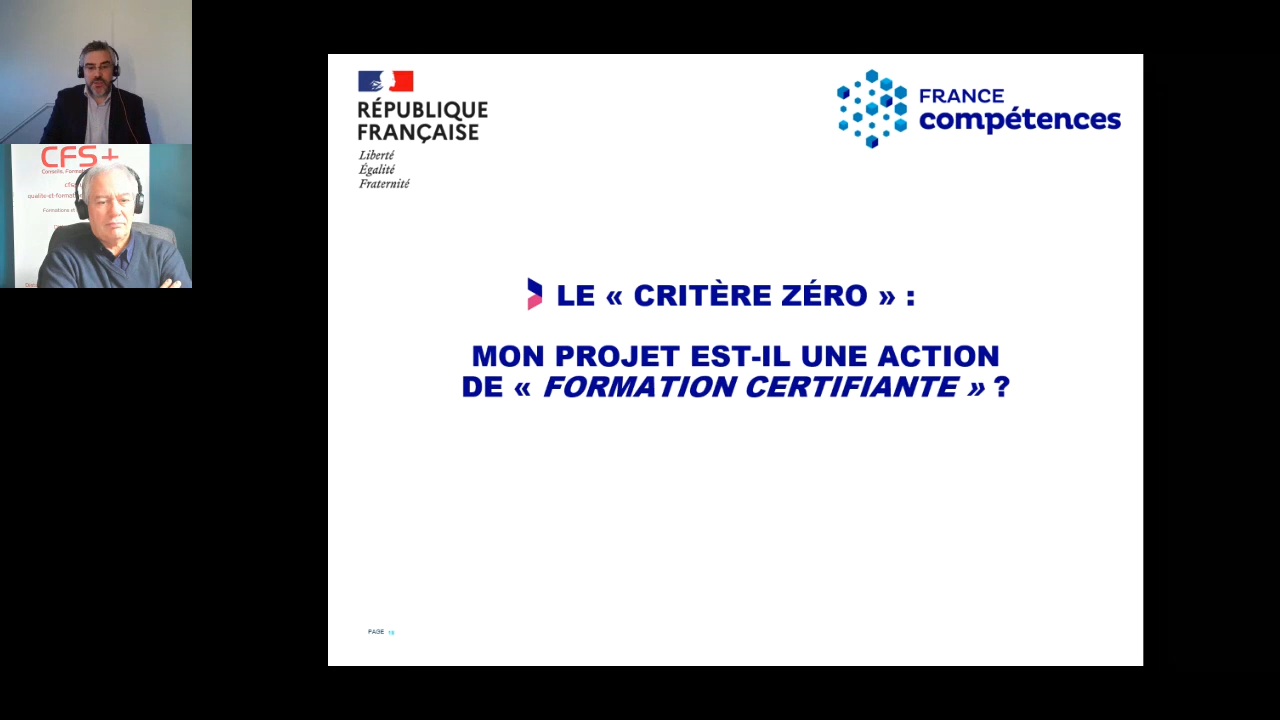 CFS+
RÉPUBLIQUE
FRANÇAISE
Liberté
Égalité
Fraternité
FRANCE
compétences
LE « CRITÈRE ZÉRO » :
MON PROJET EST-IL UNE ACTION
DE « FORMATION CERTIFIANTE » ?
PAGE